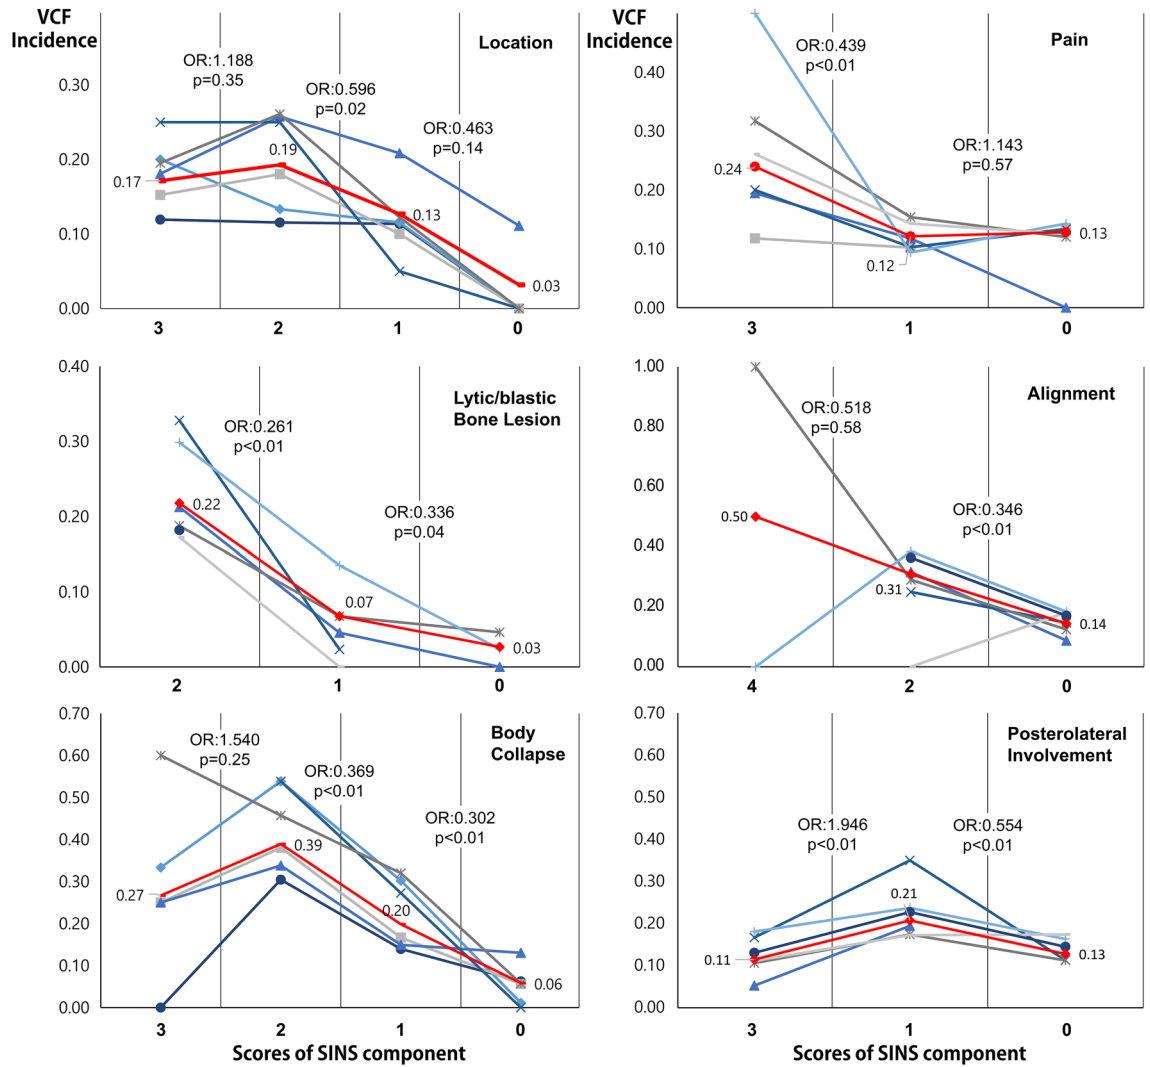 VCF
Incidence
Location
OR:1.188
p=0.35
OR:0.596
p=0.02
OR:0.463
p=0.14
0.30
0.20
0.10
0.00
0.17
0.19
0.13
0.03
3 2 1 0
VCF
Incidence
Pain
OR:0.439
p<0.01
OR:1.143
p=0.57
0.40
0.30
0.20
0.10
0.00
0.24
0.12
0.13
3 1 0
Lytic/blastic
Bone Lesion
OR:0.261
p<0.01
OR:0.336
p=0.04
0.40
0.30
0.20
0.10
0.00
0.22
0.07
0.03
2 1 0
Alignment
OR:0.518
p=0.58
OR:0.346
p<0.01
1.00
0.80
0.60
0.40
0.20
0.00
0.50
0.31
0.14
4 2 0
Body
Collapse
OR:1.540
p=0.25
OR:0.369
p<0.01
OR:0.302
p<0.01
0.70
0.60
0.50
0.40
0.30
0.20
0.10
0.00
0.27
0.39
0.20
0.06
3 2 1 0
Scores of SINS component
Posterolateral
Involvement
OR:1.946
p<0.01
OR:0.554
p<0.01
0.70
0.60
0.50
0.40
0.30
0.20
0.10
0.00
0.11
0.21
0.13
3 1 0
Scores of SINS component